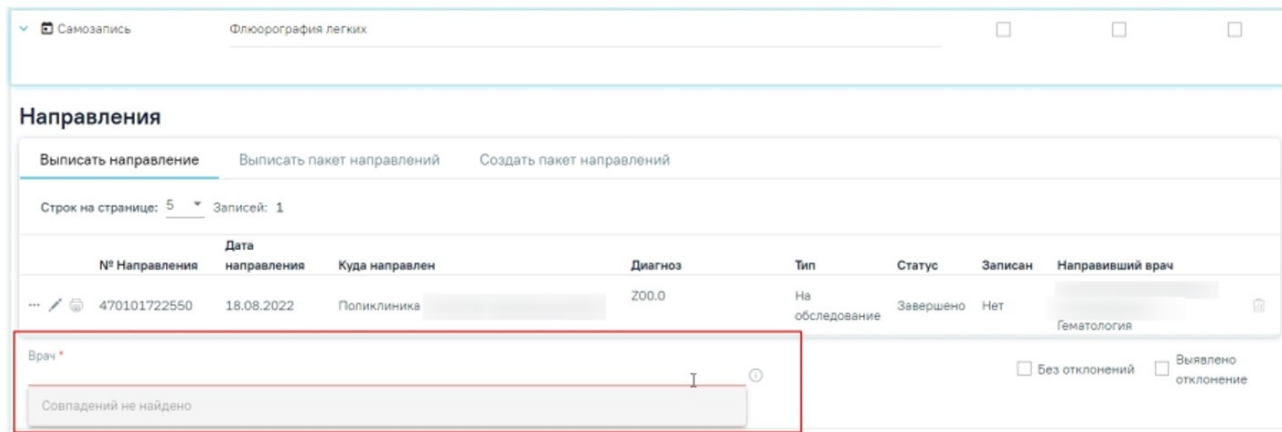 Самозапись Флюорография легких
Направления
Выписать направление Выписать пакет направлений Создать пакет направлений
Строк на странице: 5 Записей: 1
№ Направления Дата направления Куда направлен Диагноз Тип Статус Записан Направивший врач
470101722550 18.08.2022 Поликлиника Z00.0 На обследование Завершено Нет
Гематология
Врач *
Без отклонений Выявлено отклонение
Совпадений не найдено